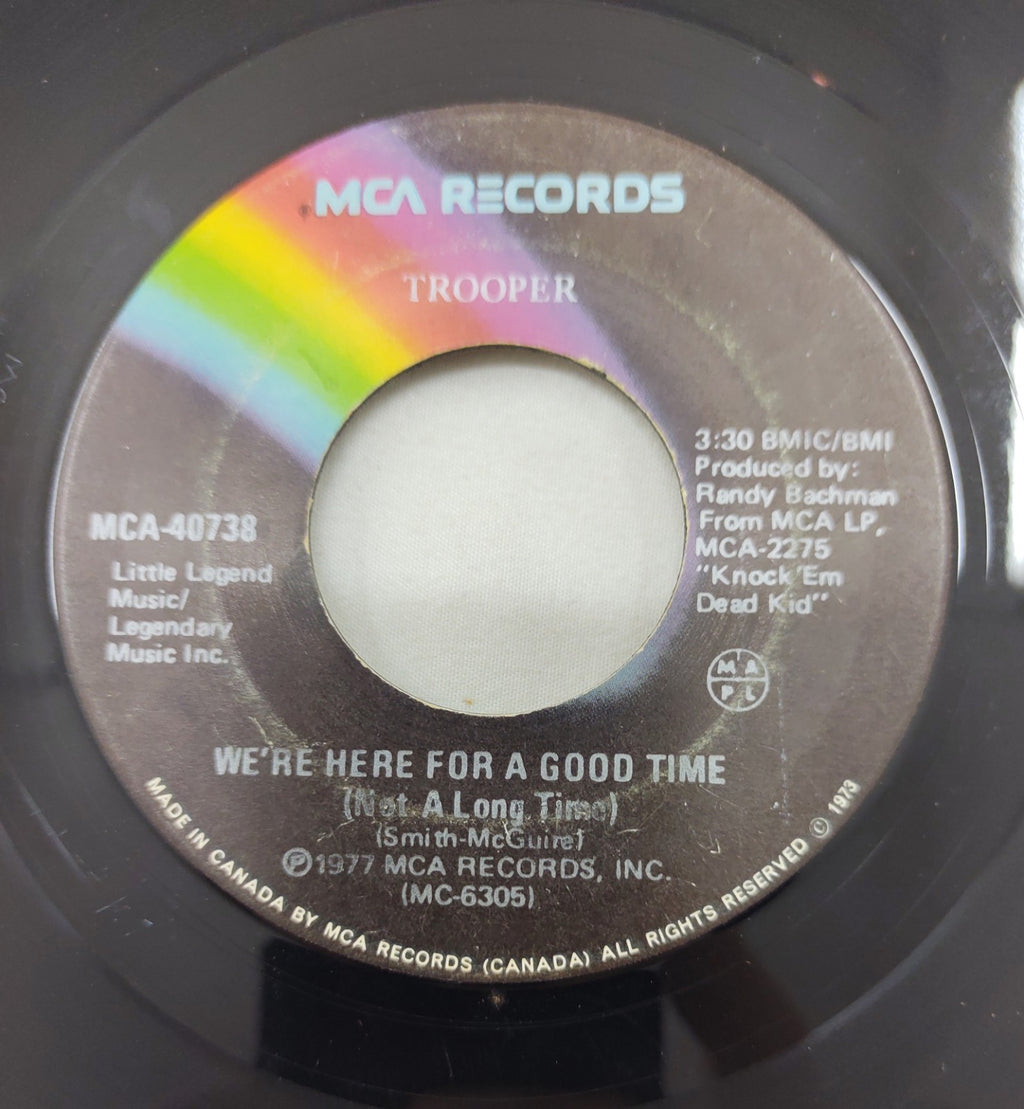 MCA RECORDS
TROOPER
3:30 BMIC/BMI
Produced by:
Randy Bachman
From MCA LP,
MCA-2275
"Knock 'Em
Dead Kid"
MCA-40738
Little Legend
Music/
Legendary
Music Inc.
M A
P L
WE'RE HERE FOR A GOOD TIME
(Not A Long Time)
(Smith-McGuire)
Ⓟ1977 MCA RECORDS, INC.
(MC-6305)
MADE IN CANADA BY MCA RECORDS (CANADA) ALL RIGHTS RESERVED © 1973